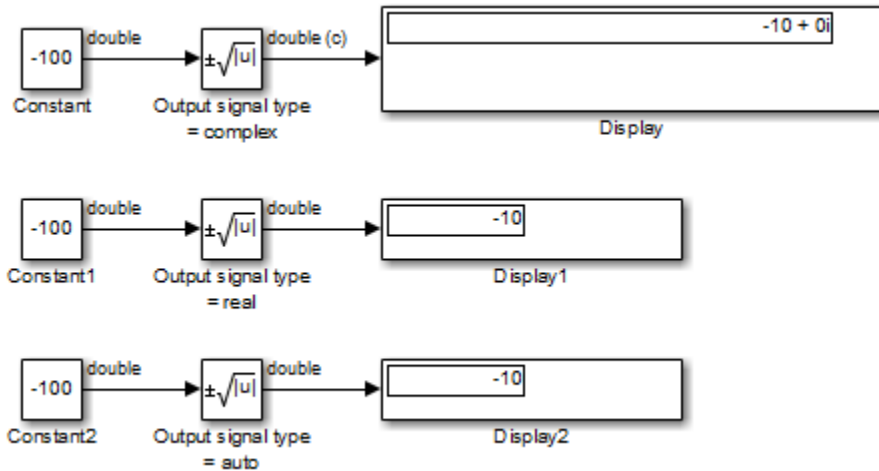 double double (c) -10 + 0i
-100 ±√|u|
Constant Output signal type
= complex Display
double double -10
-100 ±√|u|
Constant1 Output signal type
= real Display1
double double -10
-100 ±√|u|
Constant2 Output signal type
= auto Display2